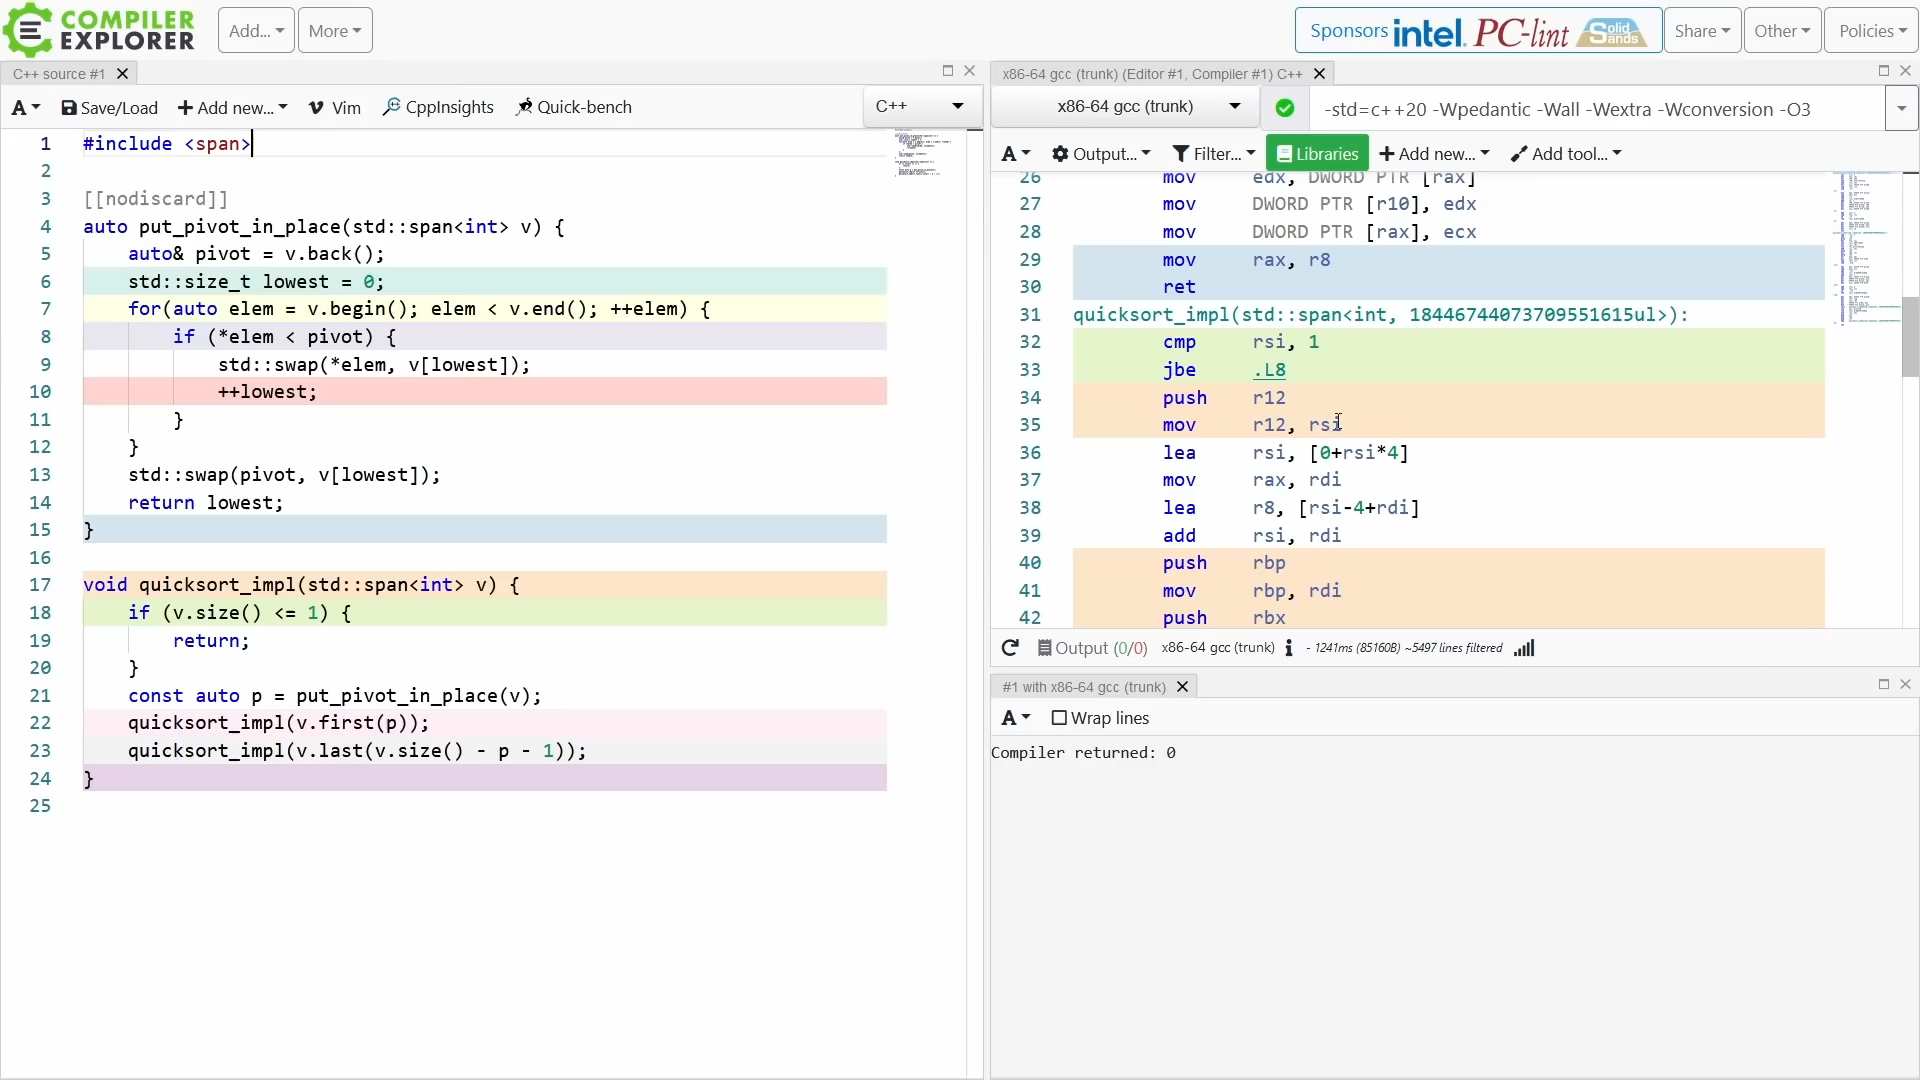 COMPILER
EXPLORER
Add...
More
Sponsors intel. PC-lint Solid Sands
Share
Other
Policies
C++ source #1
A
Save/Load
Add new...
Vim
CppInsights
Quick-bench
C++
1 #include <span>
2
3 [[nodiscard]]
4 auto put_pivot_in_place(std::span<int> v) {
5 auto& pivot = v.back();
6 std::size_t lowest = 0;
7 for(auto elem = v.begin(); elem < v.end(); ++elem) {
8 if (*elem < pivot) {
9 std::swap(*elem, v[lowest]);
10 ++lowest;
11 }
12 }
13 std::swap(pivot, v[lowest]);
14 return lowest;
15 }
16
17 void quicksort_impl(std::span<int> v) {
18 if (v.size() <= 1) {
19 return;
20 }
21 const auto p = put_pivot_in_place(v);
22 quicksort_impl(v.first(p));
23 quicksort_impl(v.last(v.size() - p - 1));
24 }
25
x86-64 gcc (trunk) (Editor #1, Compiler #1) C++
x86-64 gcc (trunk)
-std=c++20 -Wpedantic -Wall -Wextra -Wconversion -O3
A
Output...
Filter...
Libraries
Add new...
Add tool...
26 mov edx, DWORD PTR [rax]
27 mov DWORD PTR [r10], edx
28 mov DWORD PTR [rax], ecx
29 mov rax, r8
30 ret
31 quicksort_impl(std::span<int, 18446744073709551615ul>):
32 cmp rsi, 1
33 jbe .L8
34 push r12
35 mov r12, rsi
36 lea rsi, [0+rsi*4]
37 mov rax, rdi
38 lea r8, [rsi-4+rdi]
39 add rsi, rdi
40 push rbp
41 mov rbp, rdi
42 push rbx
Output (0/0) x86-64 gcc (trunk) i - 1241ms (85160B) ~5497 lines filtered
#1 with x86-64 gcc (trunk)
A
Wrap lines
Compiler returned: 0